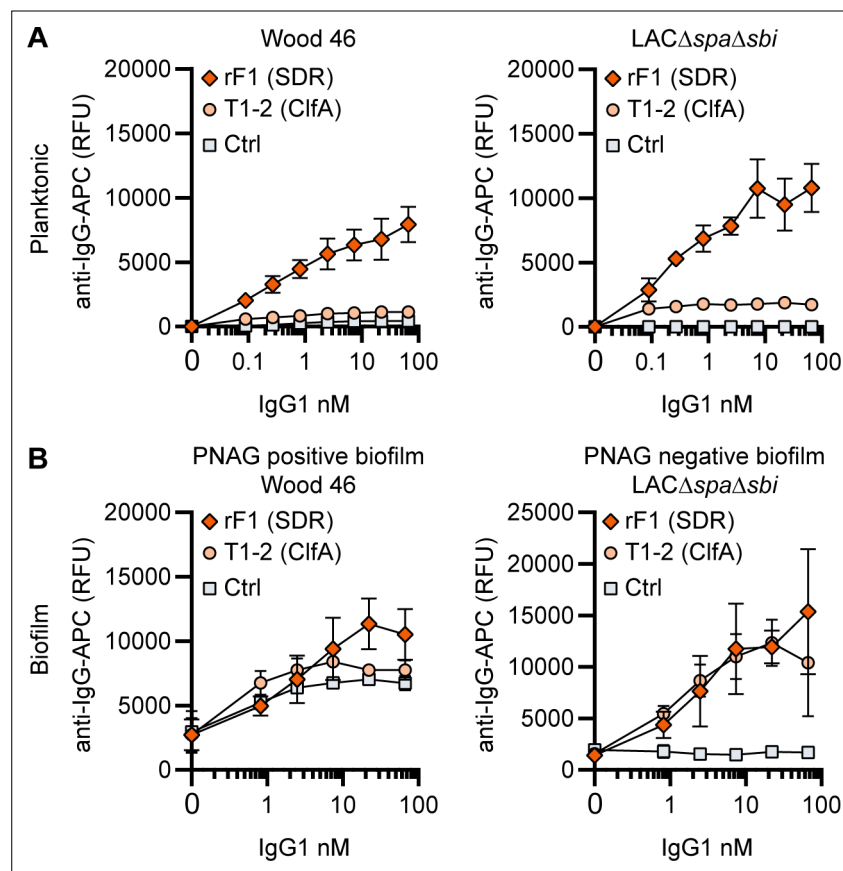 A
Wood 46
LACΔspaΔsbi
Planktonic
anti-IgG-APC (RFU)
20000
15000
10000
5000
0
rF1 (SDR)
T1-2 (ClfA)
Ctrl
0 0.1 1 10 100
IgG1 nM
anti-IgG-APC (RFU)
20000
15000
10000
5000
0
rF1 (SDR)
T1-2 (ClfA)
Ctrl
0 0.1 1 10 100
IgG1 nM
B
PNAG positive biofilm
Wood 46
PNAG negative biofilm
LACΔspaΔsbi
Biofilm
anti-IgG-APC (RFU)
20000
15000
10000
5000
0
rF1 (SDR)
T1-2 (ClfA)
Ctrl
0 1 10 100
IgG1 nM
anti-IgG-APC (RFU)
25000
20000
15000
10000
5000
0
rF1 (SDR)
T1-2 (ClfA)
Ctrl
0 1 10 100
IgG1 nM